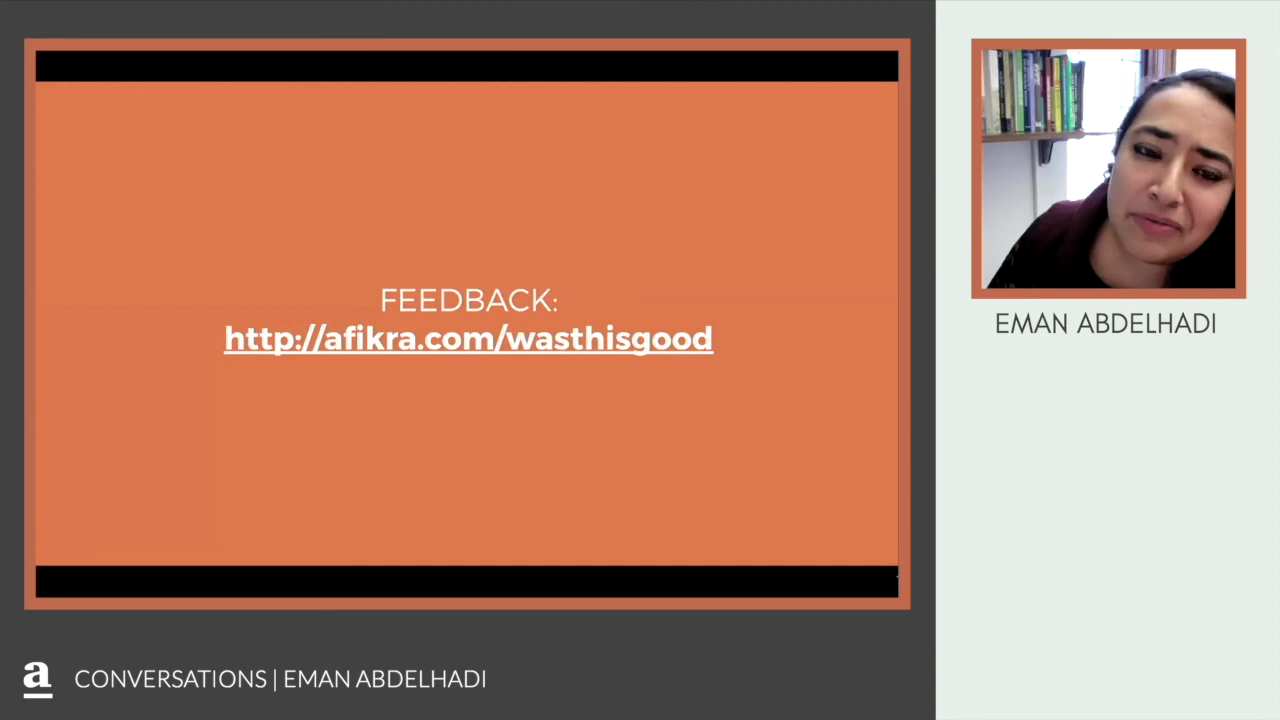 FEEDBACK:
http://afikra.com/wasthisgood
EMAN ABDELHADI
a
CONVERSATIONS | EMAN ABDELHADI